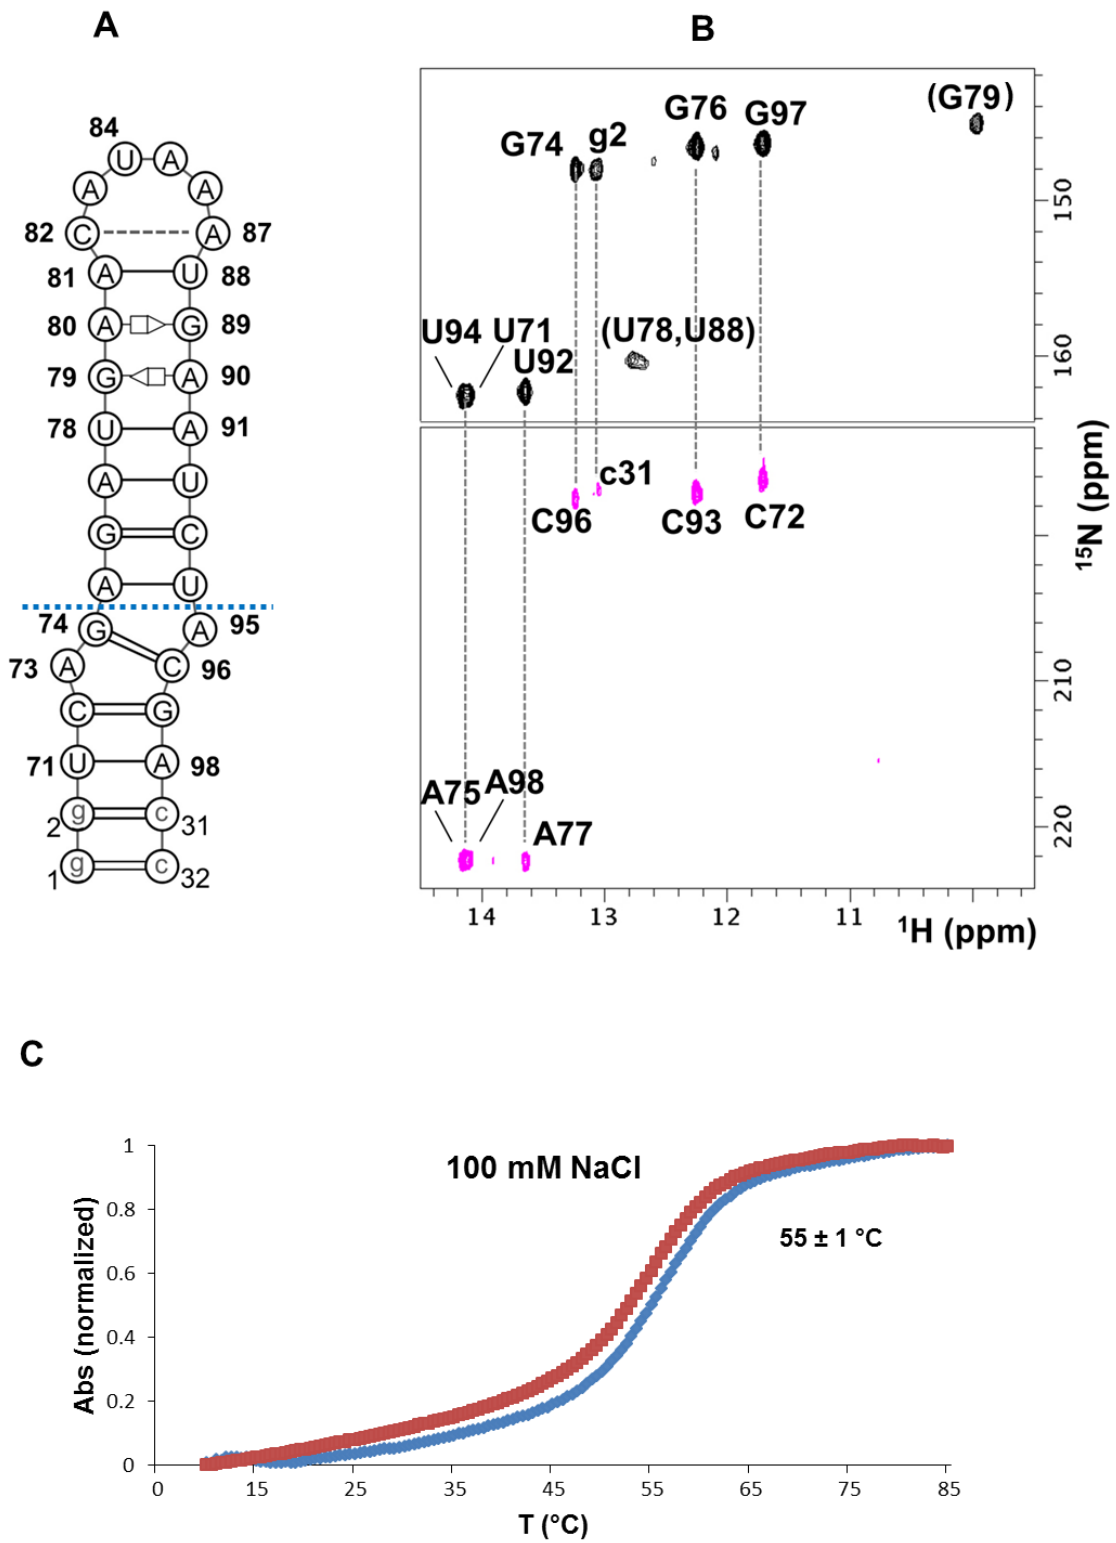 A
B
84
U A
A A
82 C A 87
81 A U 88
80 A G 89
79 G A 90
78 U A 91
A U
G C
A U
74 G A 95
73 A C 96
C G
71 U A 98
2 g c 31
1 g c 32
G74 g2 G76 G97 (G79)
U94 U71 U92 (U78,U88)
150
160
C96 c31 C93 C72
210
A75 A98 A77
220
15N (ppm)
14 13 12 11
1H (ppm)
C
100 mM NaCl
55 ± 1 °C
Abs (normalized)
1
0.8
0.6
0.4
0.2
0
0 15 25 35 45 55 65 75 85
T (°C)